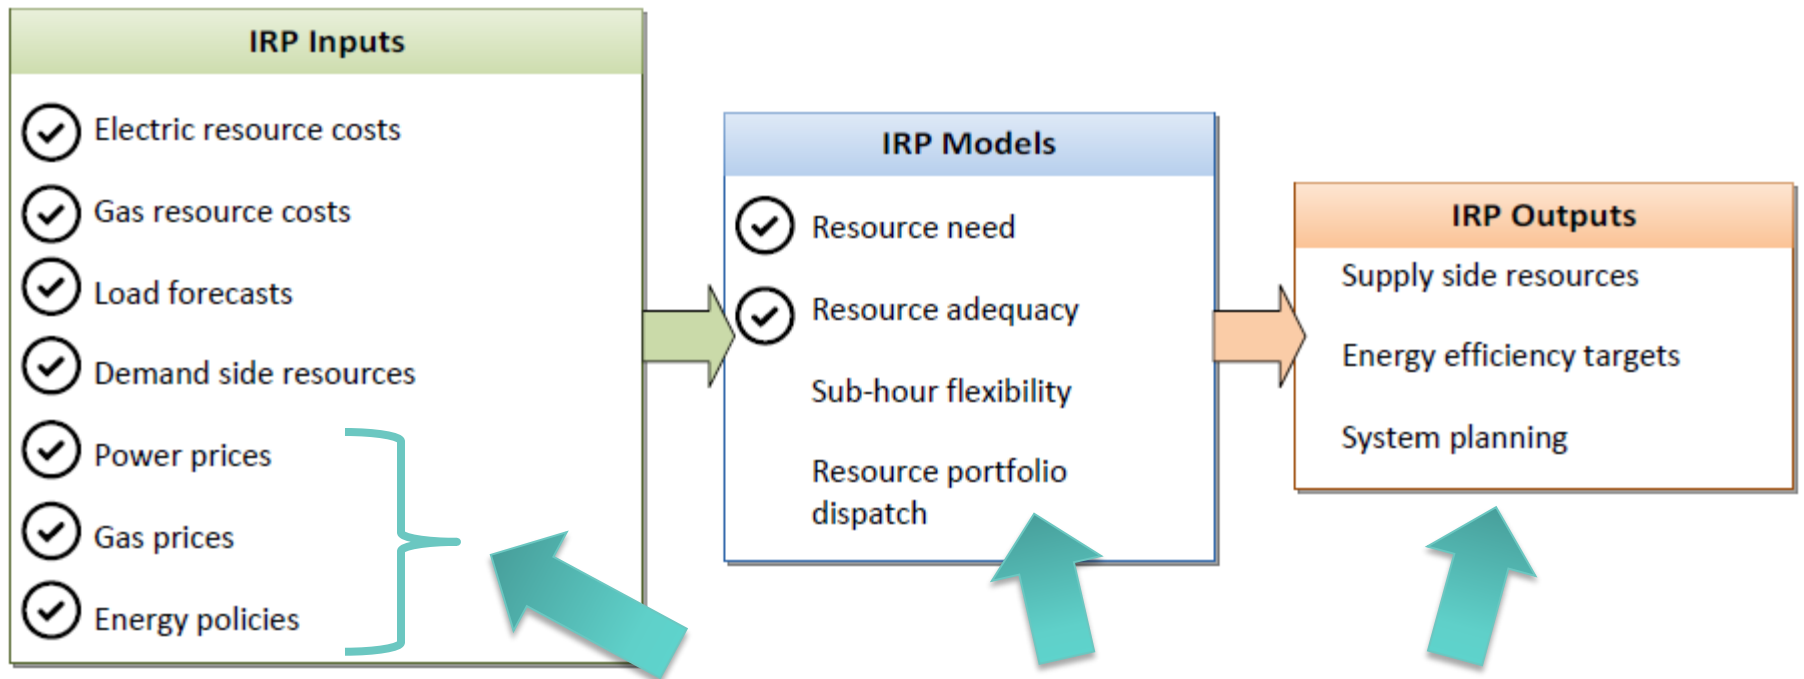 IRP Inputs
Electric resource costs
Gas resource costs
Load forecasts
Demand side resources
Power prices
Gas prices
Energy policies
IRP Models
Resource need
Resource adequacy
Sub-hour flexibility
Resource portfolio
dispatch
IRP Outputs
Supply side resources
Energy efficiency targets
System planning